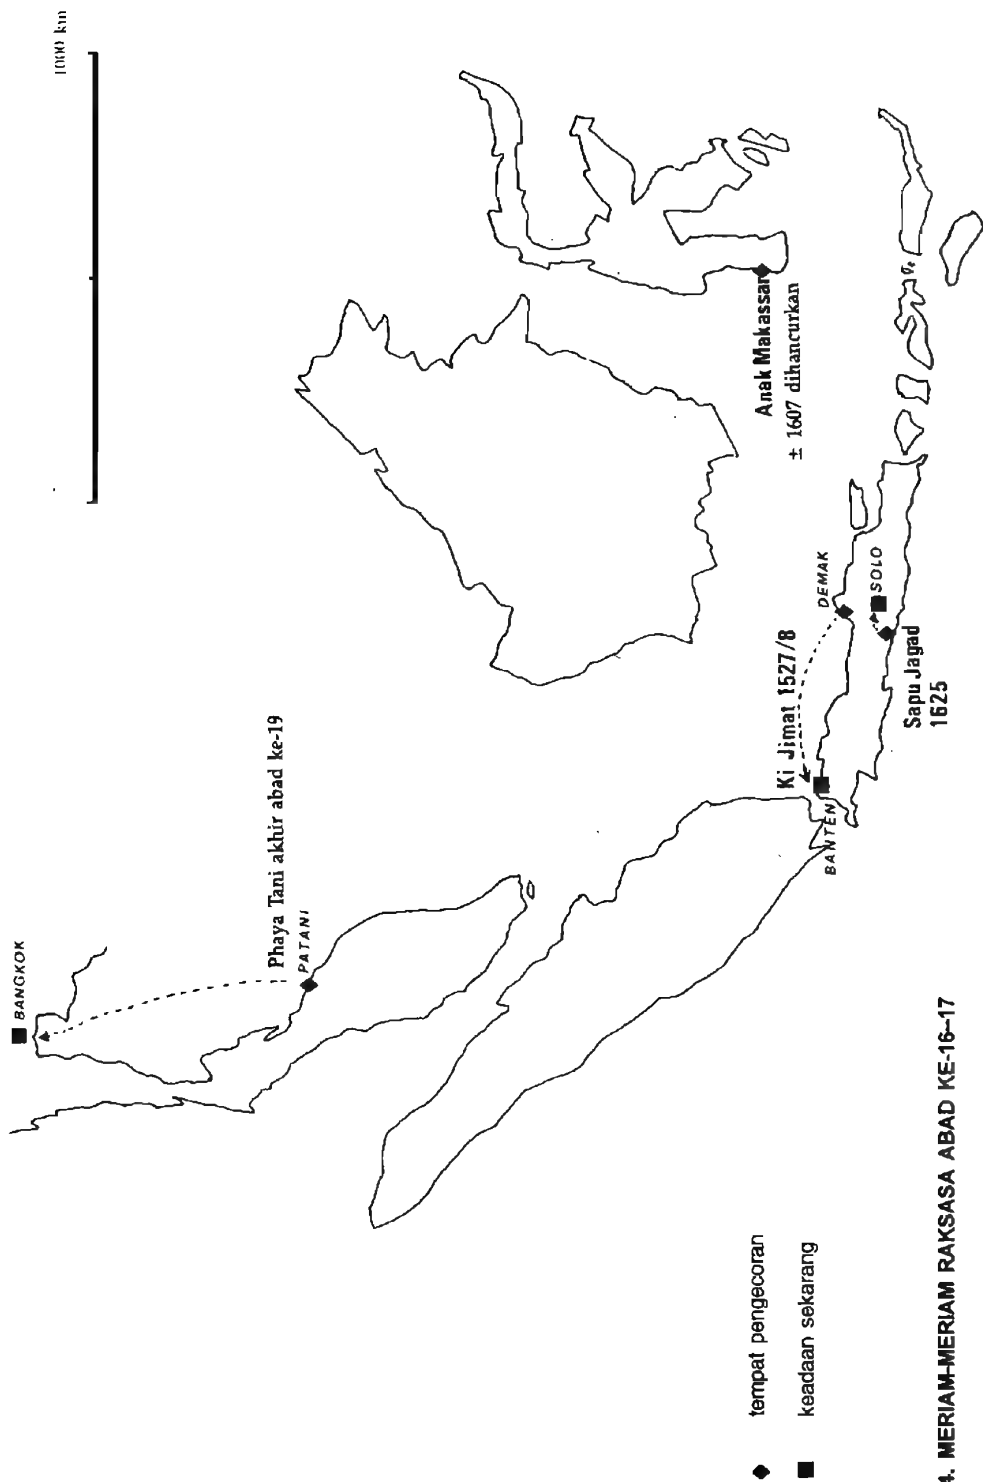 1000 km
BANGKOK
Phaya Tani akhir abad ke-19
PATANI
Anak Makassar
± 1607 dihancurkan
DEMAK
Ki Jimat 1527/8
SOLO
BANTEN
Sapu Jagad
1625
tempat pengecoran
keadaan sekarang
4. MERIAM-MERIAM RAKSASA ABAD KE-16–17